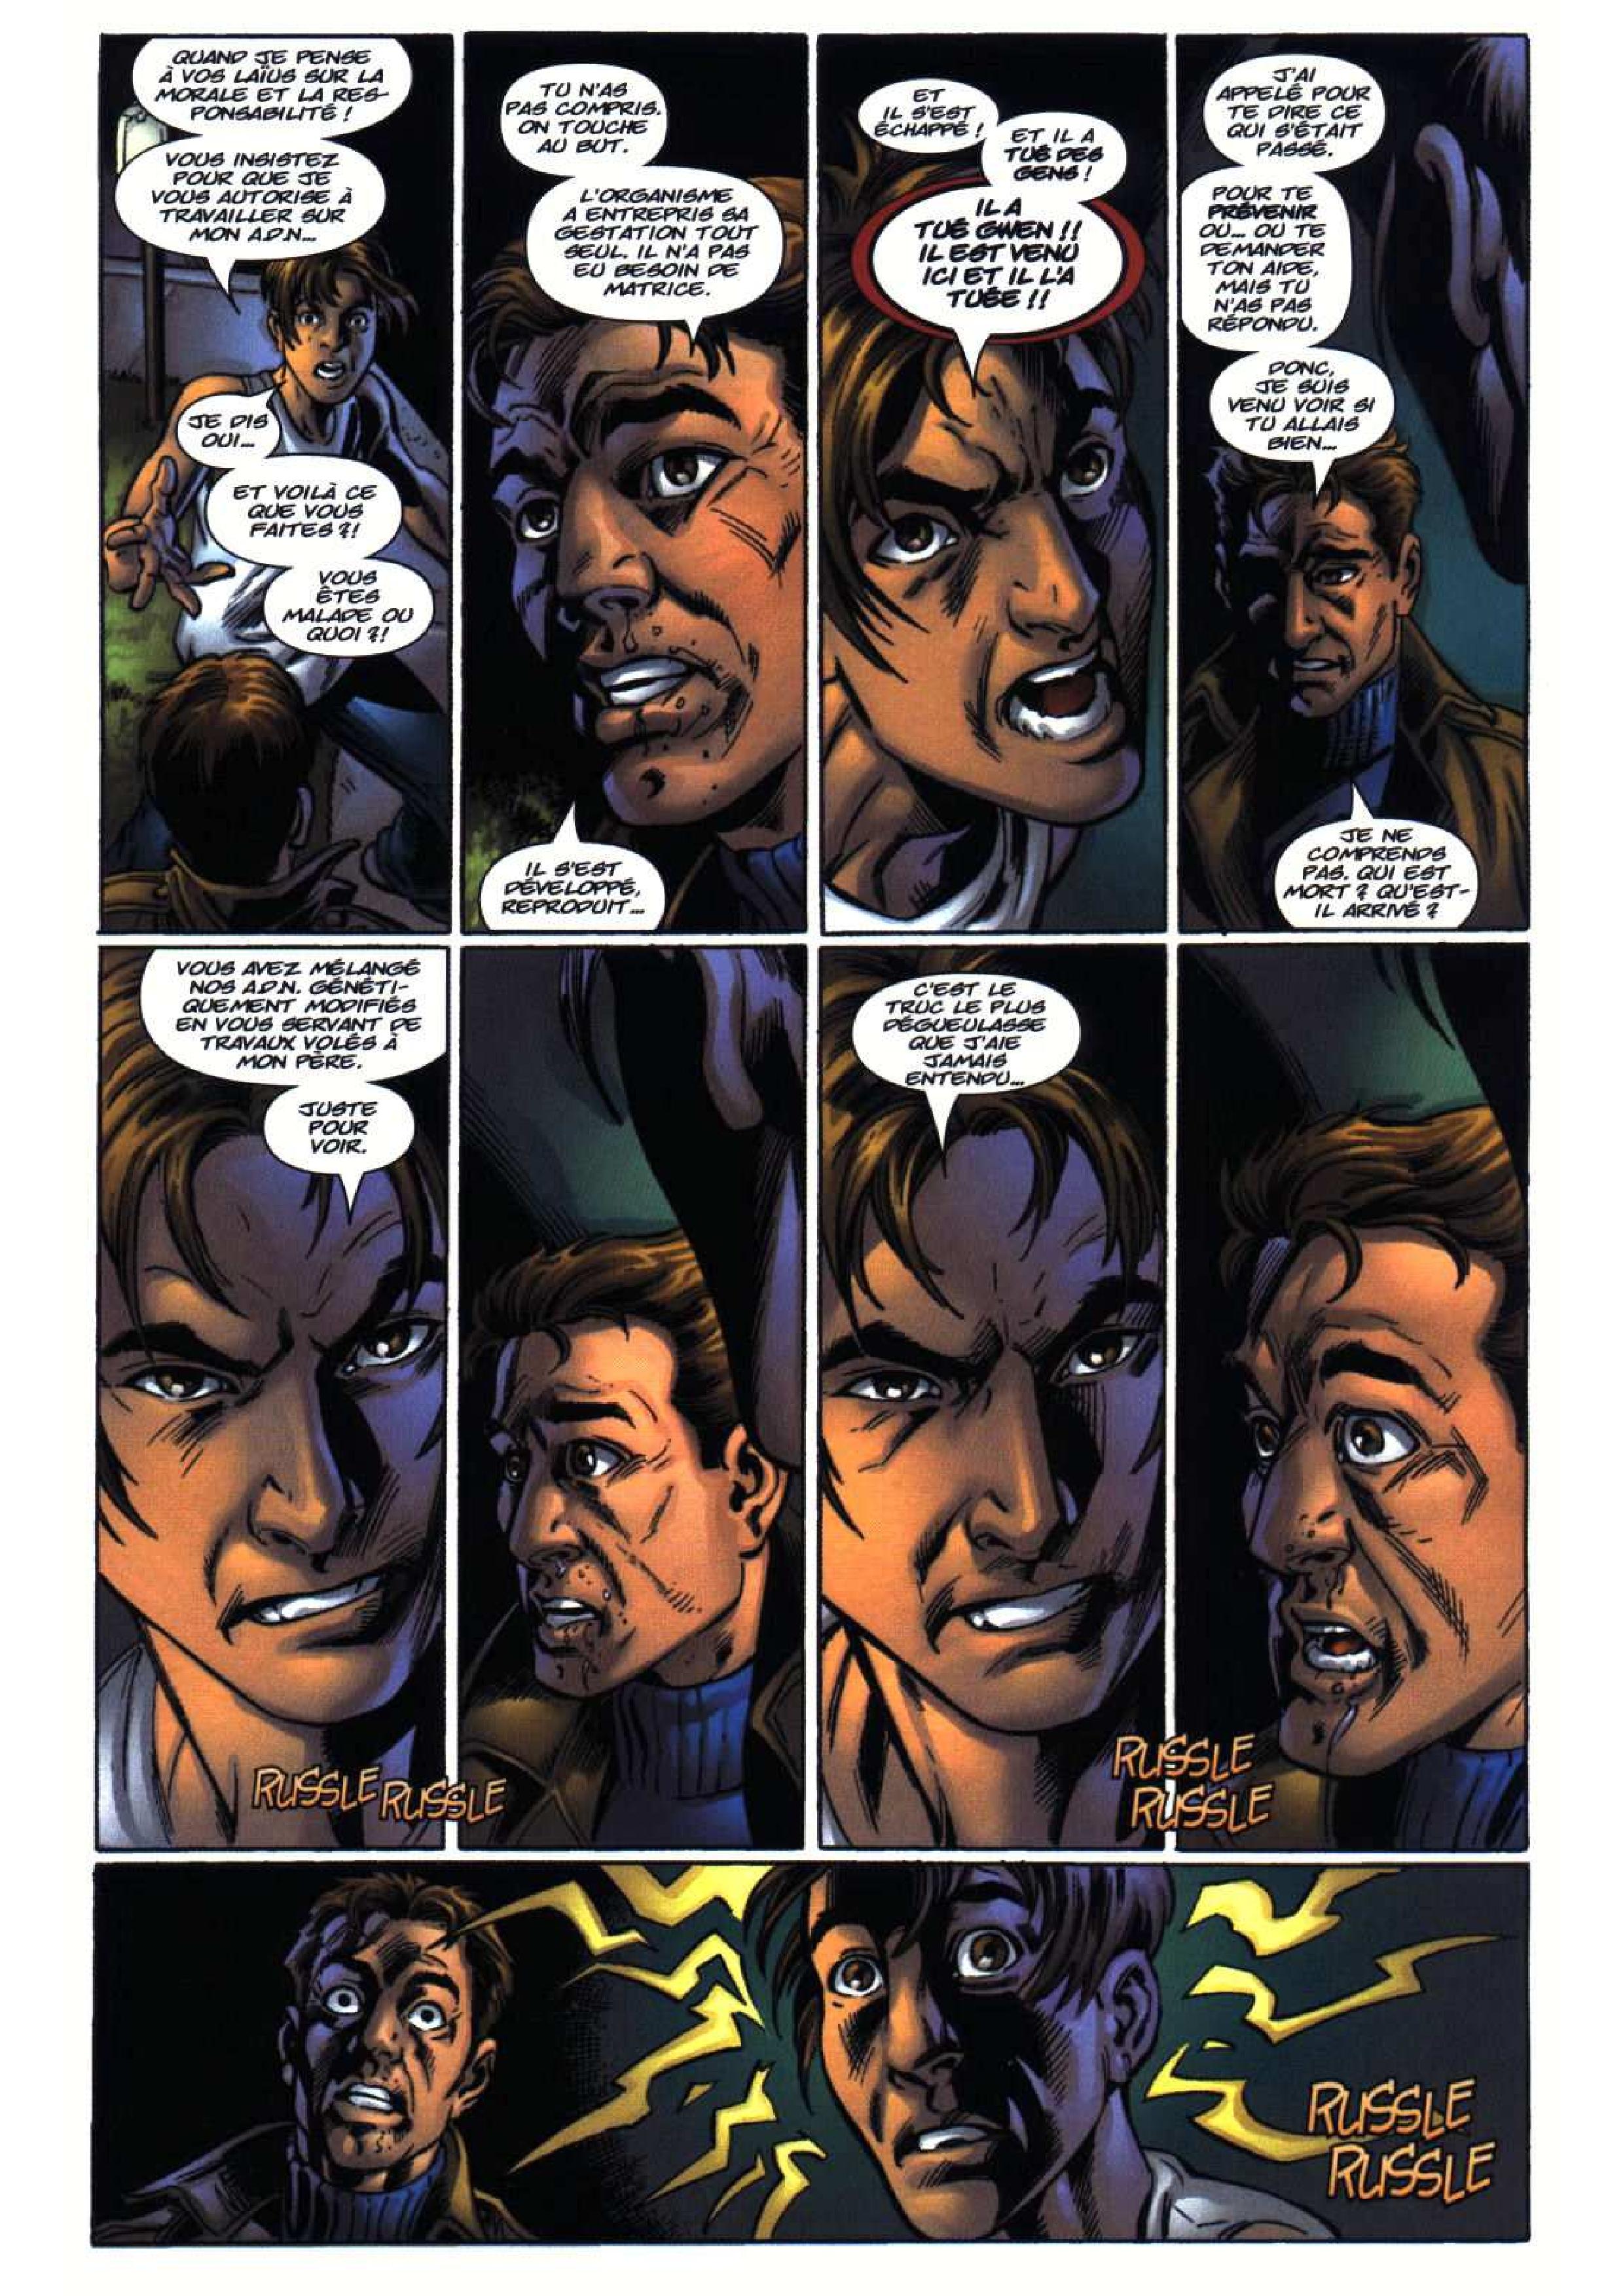 QUAND JE PENSE
À VOS LAÏUS SUR LA
MORALE ET LA RES-
PONSABILITÉ !
VOUS INSISTEZ
POUR QUE JE
VOUS AUTORISE À
TRAVAILLER SUR
MON A.D.N...
JE DIS
OUI...
ET VOILÀ CE
QUE VOUS
FAITES ?!
VOUS
ÊTES
MALADE OU
QUOI ?!
TU N'AS
PAS COMPRIS.
ON TOUCHE
AU BUT.
L'ORGANISME
A ENTREPRIS SA
GESTATION TOUT
SEUL. IL N'A PAS
EU BESOIN DE
MATRICE.
IL S'EST
DÉVELOPPÉ,
REPRODUIT...
ET
IL S'EST
ÉCHAPPÉ !
ET IL A
TUÉ DES
GENS !
IL A
TUÉ GWEN !!
IL EST VENU
ICI ET IL L'A
TUÉE !!
J'AI
APPELÉ POUR
TE DIRE CE
QUI S'ÉTAIT
PASSÉ.
POUR TE
PRÉVENIR
OU... OU TE
DEMANDER
TON AIDE,
MAIS TU
N'AS PAS
RÉPONDU.
DONC,
JE SUIS
VENU VOIR SI
TU ALLAIS
BIEN...
JE NE
COMPRENDS
PAS. QUI EST
MORT ? QU'EST-
IL ARRIVÉ ?
VOUS AVEZ MÉLANGÉ
NOS A.D.N. GÉNÉTI-
QUEMENT MODIFIÉS
EN VOUS SERVANT DE
TRAVAUX VOLÉS À
MON PÈRE.
JUSTE
POUR
VOIR.
RUSSLE RUSSLE
C'EST LE
TRUC LE PLUS
DÉGUEULASSE
QUE J'AIE
JAMAIS
ENTENDU...
RUSSLE
RUSSLE
RUSSLE
RUSSLE